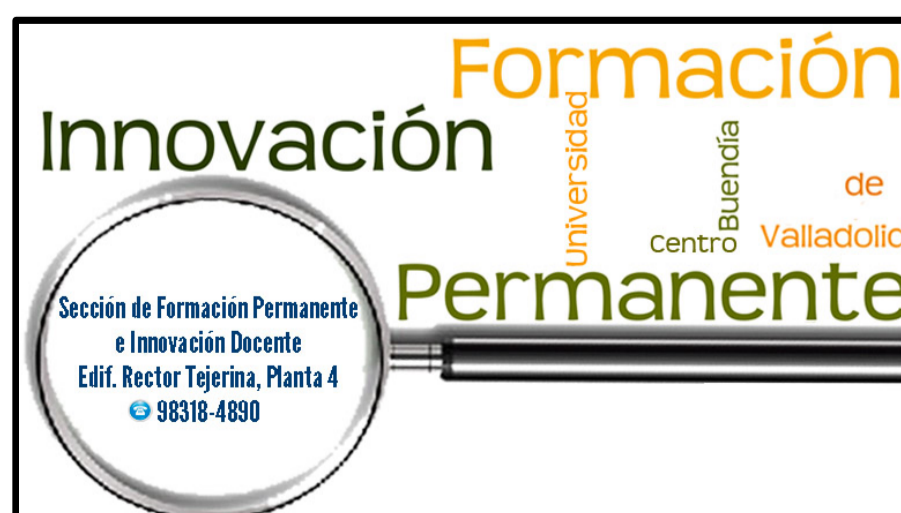 Formación
Innovación
Universidad
Buendía
de
Centro
Valladolid
Permanente
Sección de Formación Permanente
e Innovación Docente
Edif. Rector Tejerina, Planta 4
98318-4890